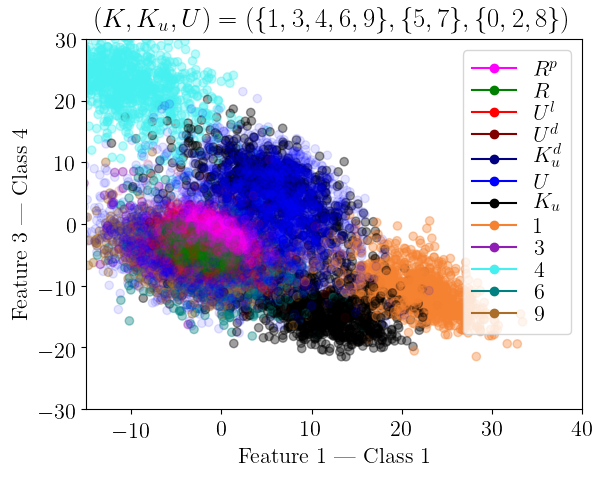 (K, K_u, U) = ({1, 3, 4, 6, 9}, {5, 7}, {0, 2, 8})
30
20
10
0
−10
−20
−30
−10
0
10
20
30
40
Feature 3 — Class 4
Feature 1 — Class 1
R^p
R
U^l
U^d
K_u^d
U
K_u
1
3
4
6
9